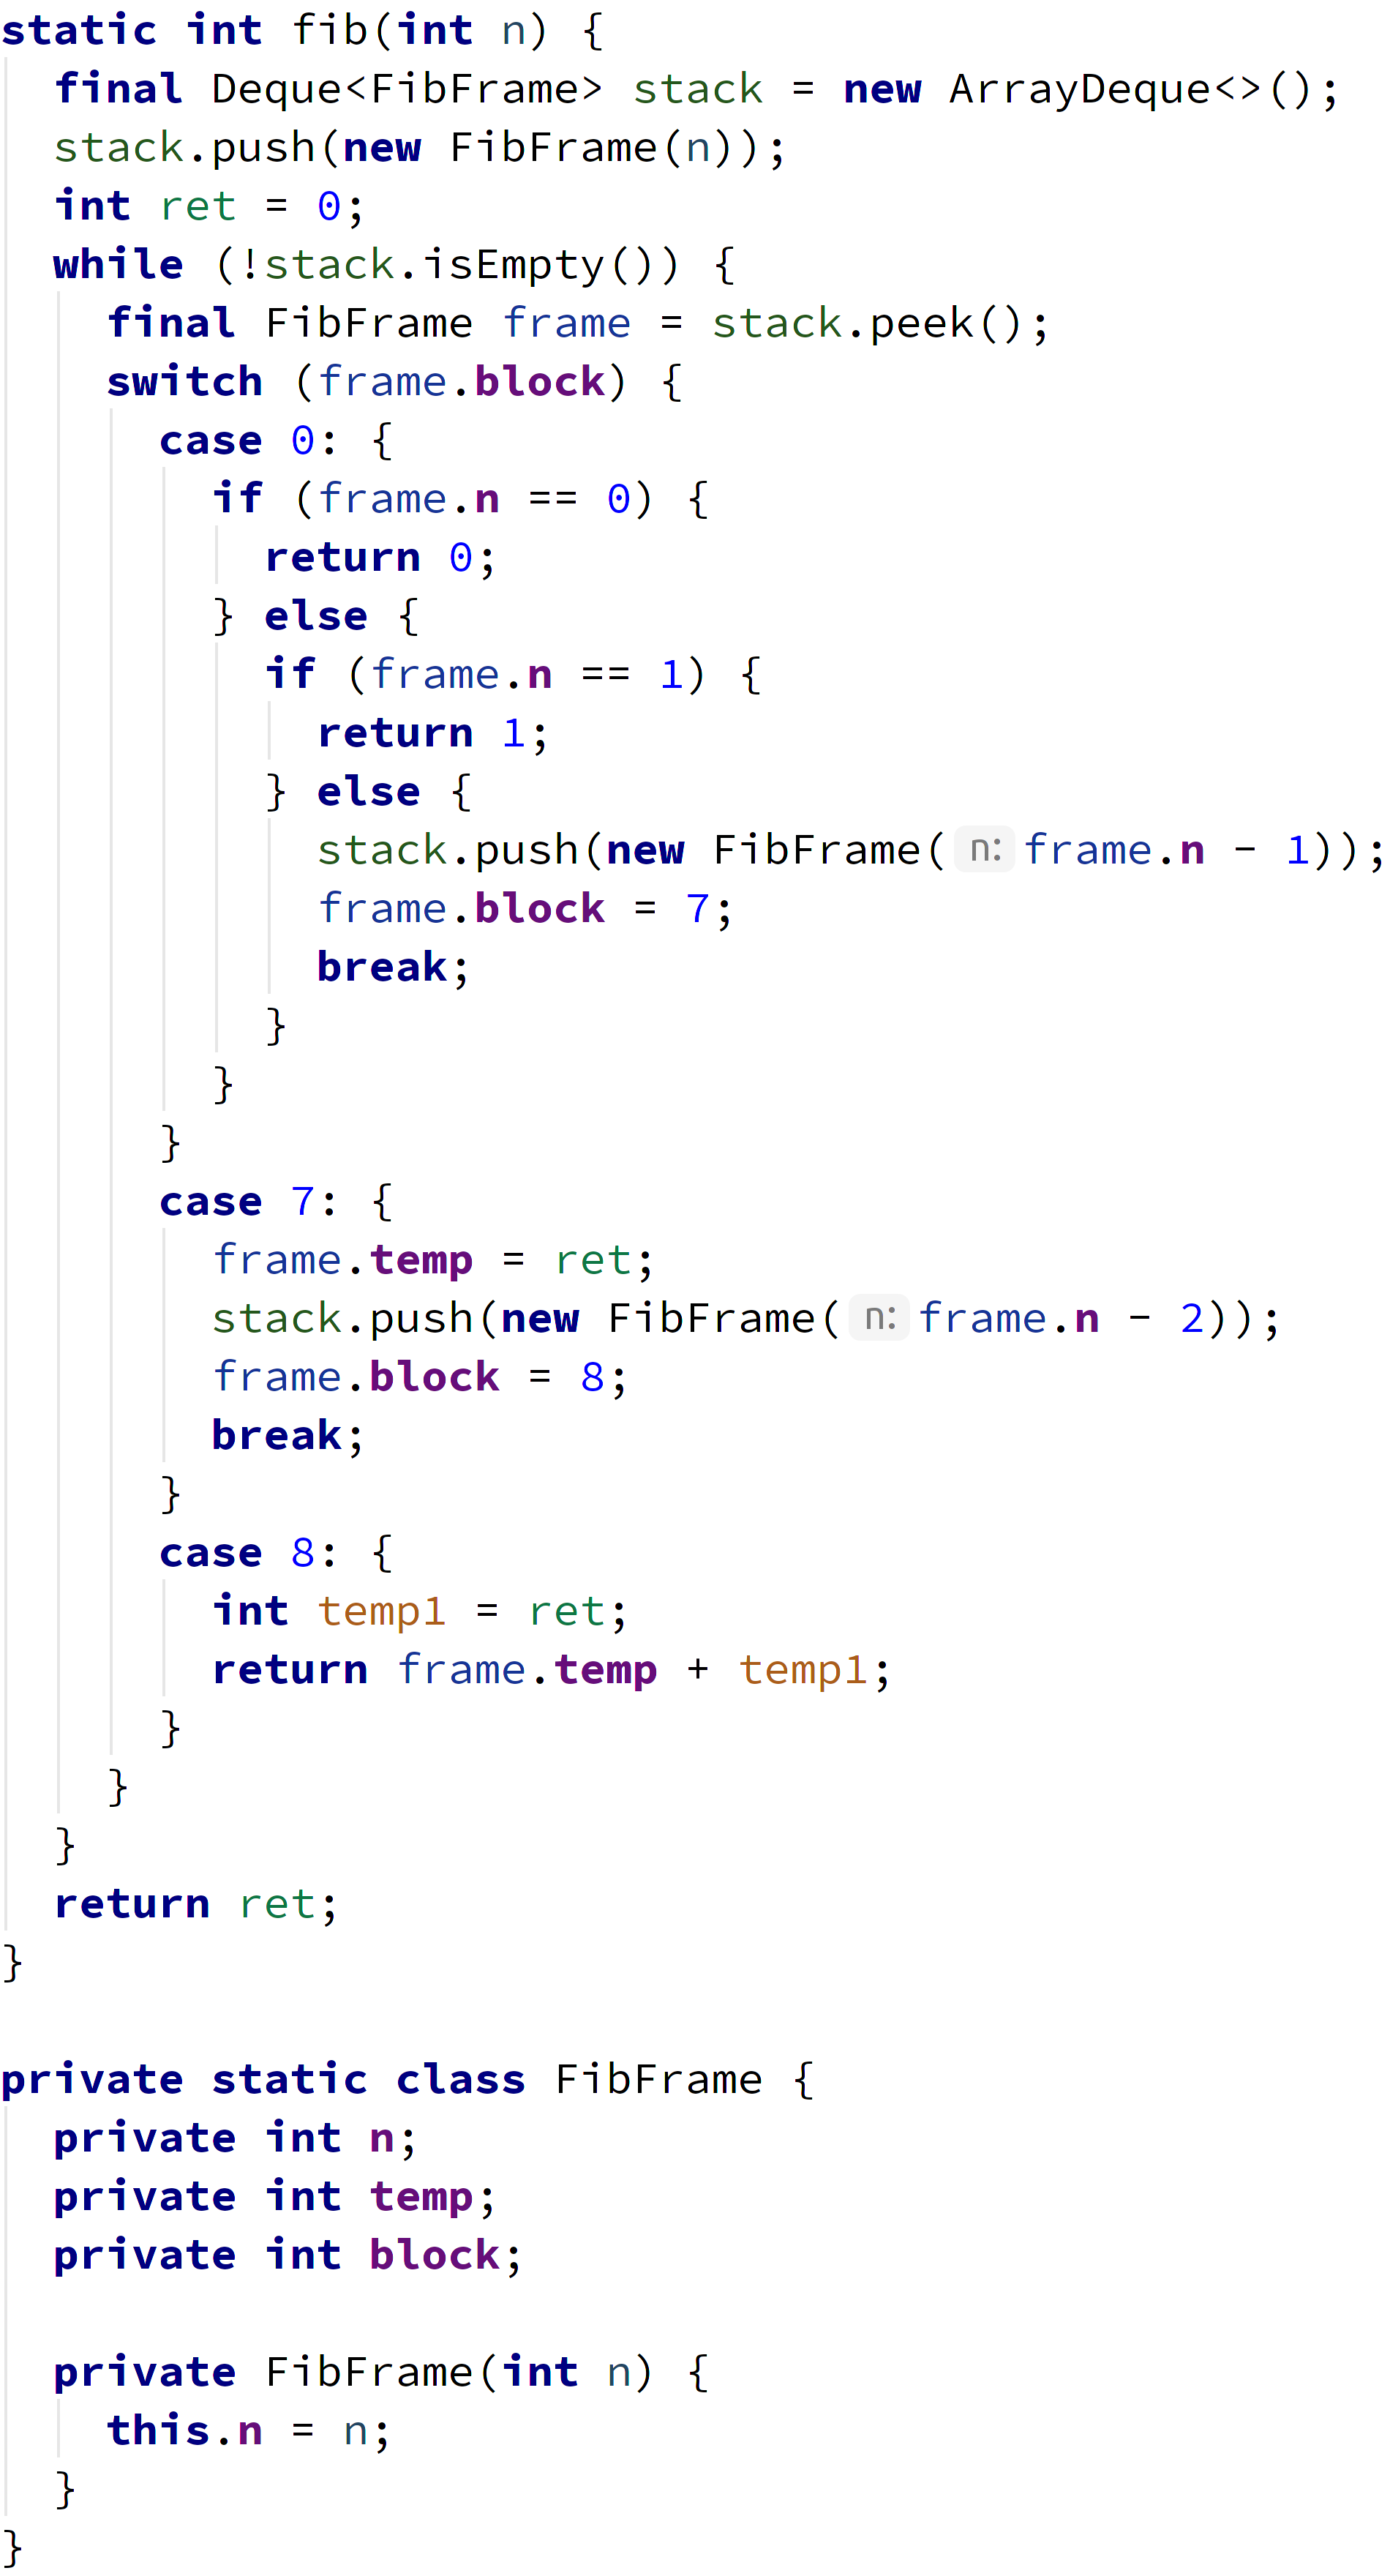 static int fib(int n) {
  final Deque<FibFrame> stack = new ArrayDeque<>();
  stack.push(new FibFrame(n));
  int ret = 0;
  while (!stack.isEmpty()) {
    final FibFrame frame = stack.peek();
    switch (frame.block) {
      case 0: {
        if (frame.n == 0) {
          return 0;
        } else {
          if (frame.n == 1) {
            return 1;
          } else {
            stack.push(new FibFrame( n: frame.n - 1));
            frame.block = 7;
            break;
          }
        }
      }
      case 7: {
        frame.temp = ret;
        stack.push(new FibFrame( n: frame.n - 2));
        frame.block = 8;
        break;
      }
      case 8: {
        int temp1 = ret;
        return frame.temp + temp1;
      }
    }
  }
  return ret;
}

private static class FibFrame {
  private int n;
  private int temp;
  private int block;

  private FibFrame(int n) {
    this.n = n;
  }
}